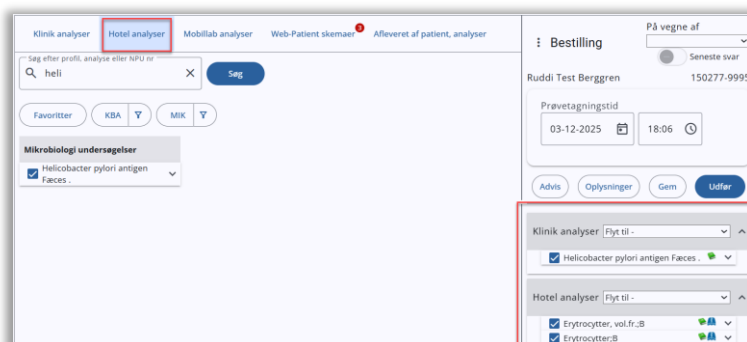 Klinik analyser
Hotel analyser
Mobillab analyser
Web-Patient skemaer
3
Afleveret af patient, analyser
Søg efter profil, analyse eller NPU nr
heli
Søg
Favoritter
KBA
MIK
Mikrobiologi undersøgelser
Helicobacter pylori antigen
Fæces .
Bestilling
På vegne af
Seneste svar
Ruddi Test Berggren
150277-9995
Prøvetagningstid
03-12-2025
18:06
Advis
Oplysninger
Gem
Udfør
Klinik analyser
Flyt til -
Helicobacter pylori antigen Fæces .
Hotel analyser
Flyt til -
Erytrocytter, vol.fr.;B
Erytrocytter;B